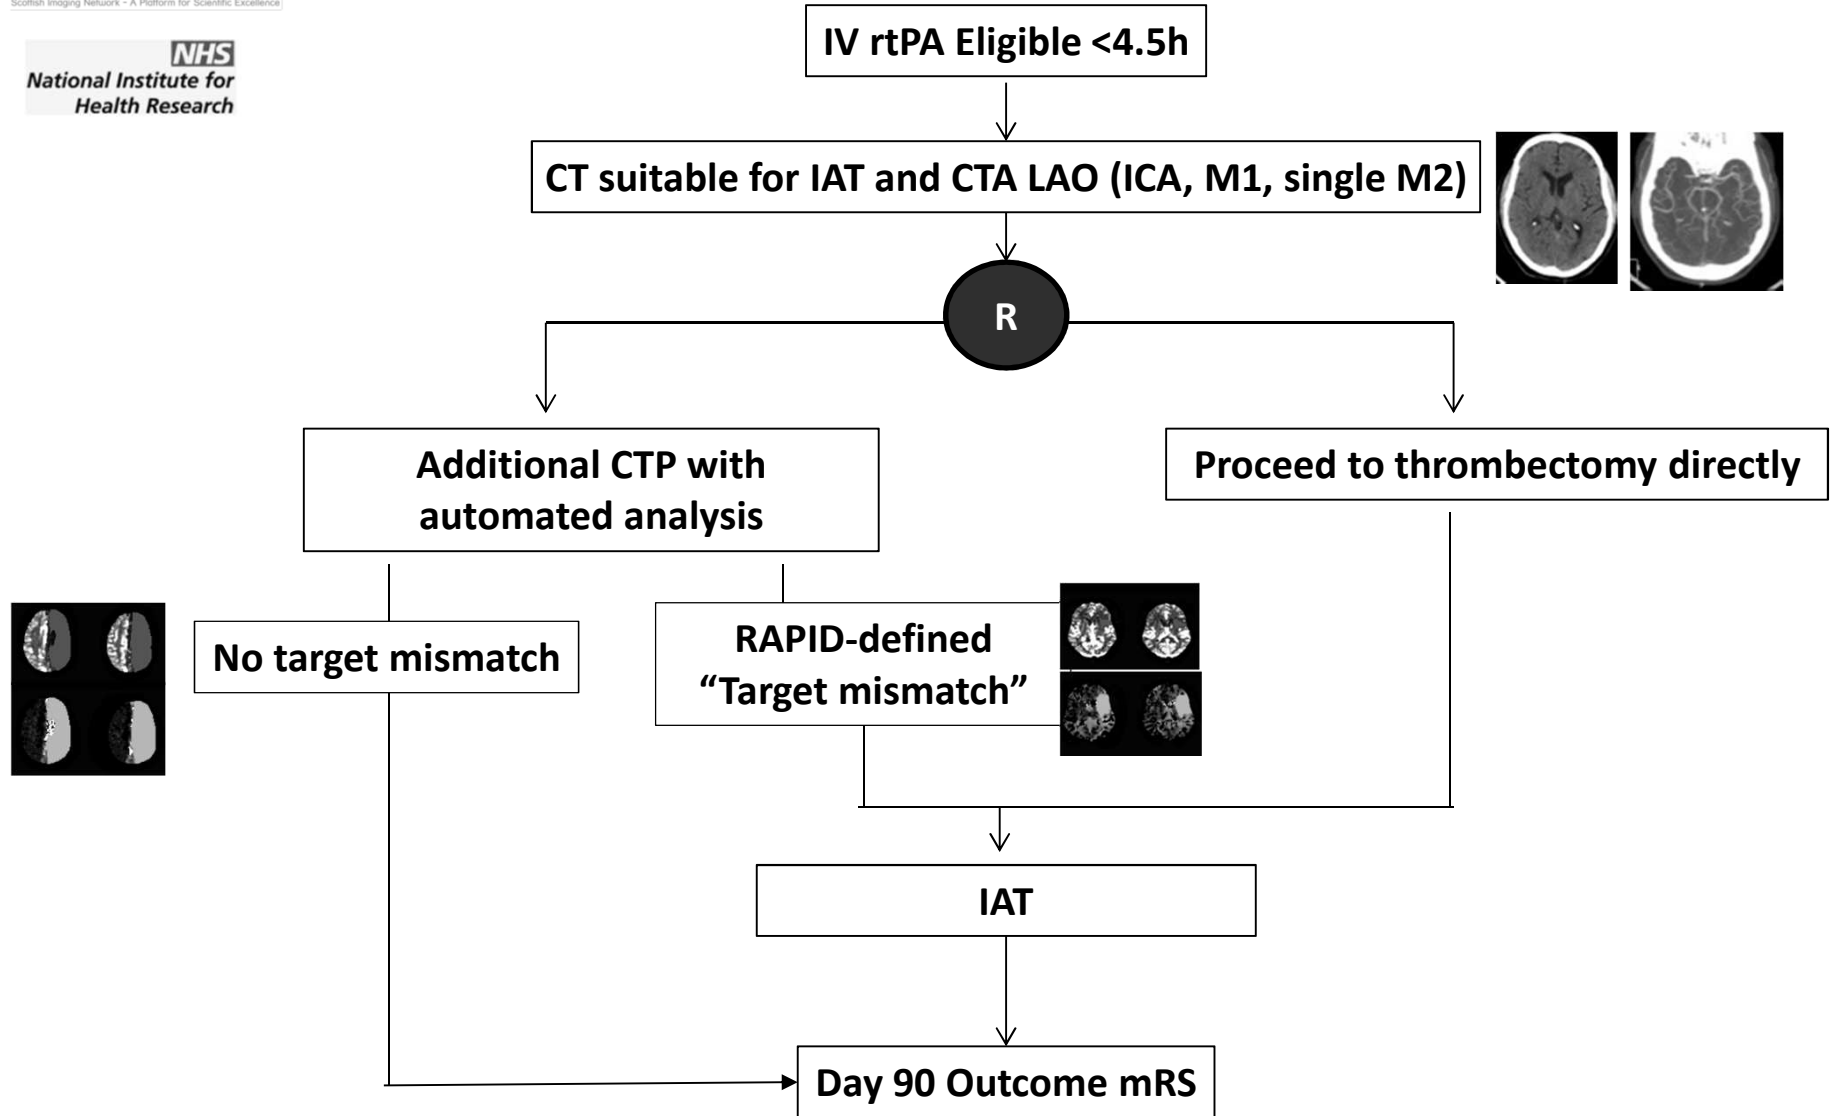 Scottish Imaging Network - A Platform for Scientific Excellence
NHS
National Institute for
Health Research
IV rtPA Eligible <4.5h
CT suitable for IAT and CTA LAO (ICA, M1, single M2)
R
Additional CTP with
automated analysis
Proceed to thrombectomy directly
No target mismatch
RAPID-defined
“Target mismatch”
IAT
Day 90 Outcome mRS